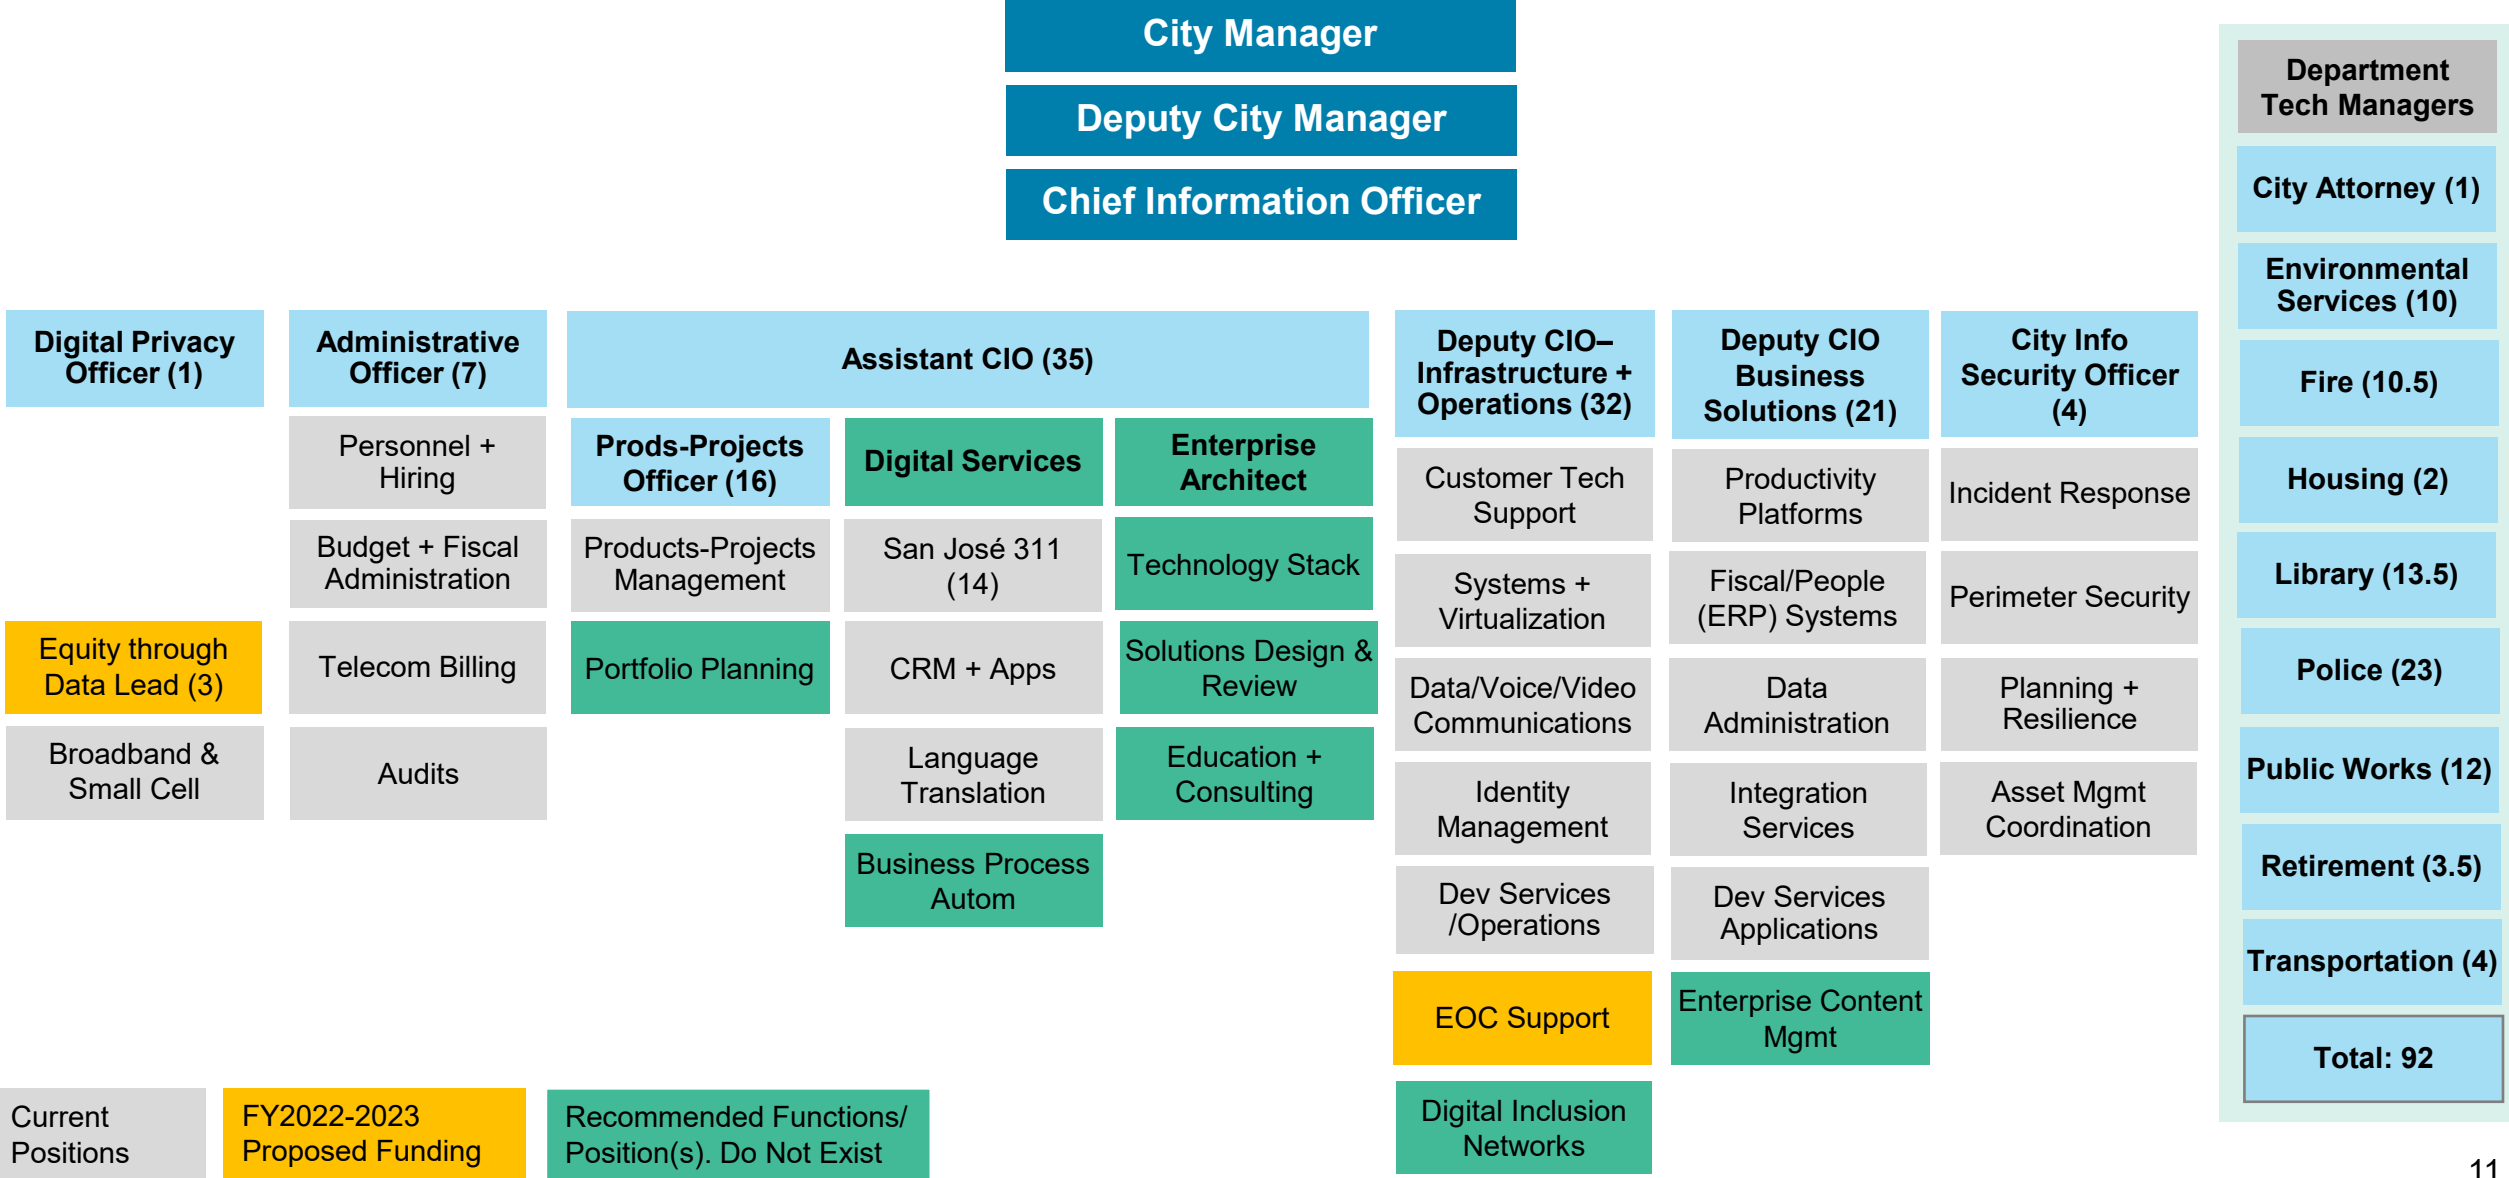 City Manager
Deputy City Manager
Chief Information Officer
Digital Privacy
Officer (1)
Equity through
Data Lead (3)
Broadband &
Small Cell
Administrative
Officer (7)
Personnel +
Hiring
Budget + Fiscal
Administration
Telecom Billing
Audits
Assistant CIO (35)
Prods-Projects
Officer (16)
Products-Projects
Management
Portfolio Planning
Digital Services
San José 311
(14)
CRM + Apps
Language
Translation
Business Process
Autom
Enterprise
Architect
Technology Stack
Solutions Design &
Review
Education +
Consulting
Deputy CIO–
Infrastructure +
Operations (32)
Customer Tech
Support
Systems +
Virtualization
Data/Voice/Video
Communications
Identity
Management
Dev Services
/Operations
EOC Support
Digital Inclusion
Networks
Deputy CIO
Business
Solutions (21)
Productivity
Platforms
Fiscal/People
(ERP) Systems
Data
Administration
Integration
Services
Dev Services
Applications
Enterprise Content
Mgmt
City Info
Security Officer
(4)
Incident Response
Perimeter Security
Planning +
Resilience
Asset Mgmt
Coordination
Department
Tech Managers
City Attorney (1)
Environmental
Services (10)
Fire (10.5)
Housing (2)
Library (13.5)
Police (23)
Public Works (12)
Retirement (3.5)
Transportation (4)
Total: 92
Current
Positions
FY2022-2023
Proposed Funding
Recommended Functions/
Position(s). Do Not Exist
11